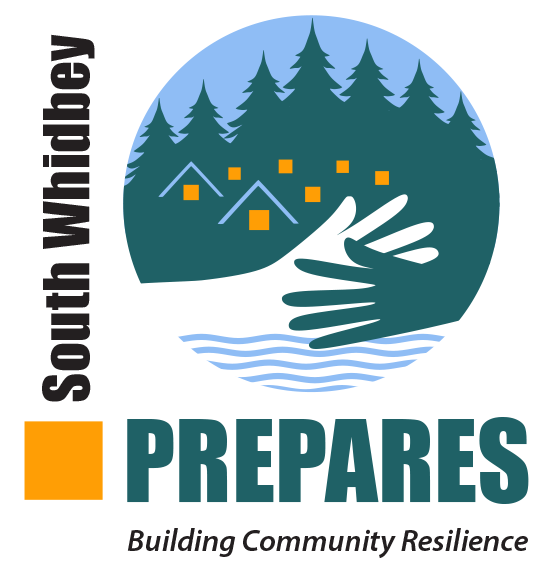 South Whidbey
PREPARES
Building Community Resilience